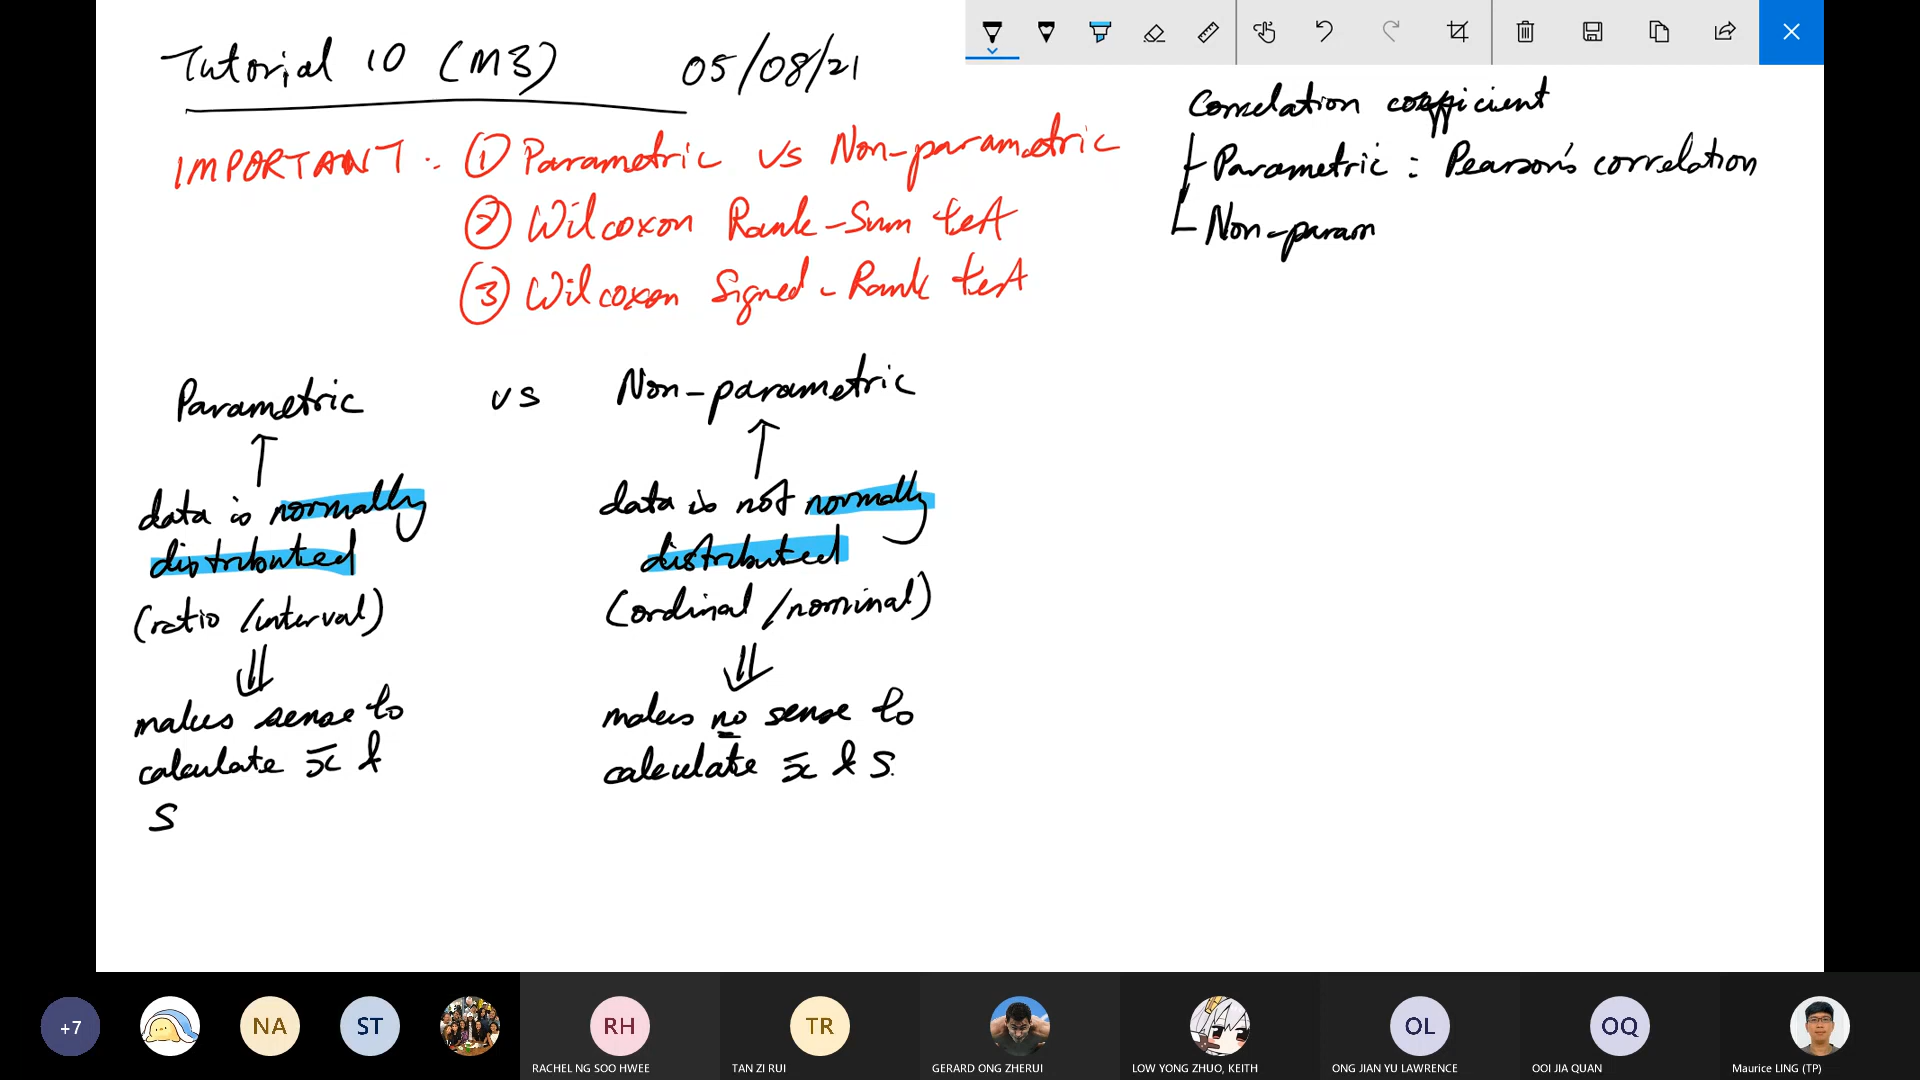 Tutorial 10 (M3) 05/08/21
IMPORTANT : ① Parametric vs Non-parametric
② Wilcoxon Rank-Sum test
③ Wilcoxon Signed-Rank test
Parametric vs Non-parametric
data is normally
distributed
(ratio/interval)
makes sense to
calculate x̄ &
s
data is not normally
distributed
(ordinal/nominal)
makes no sense to
calculate x̄ & s.
Correlation coefficient
Parametric : Pearson's correlation
Non-param
+7
NA
ST
RH
RACHEL NG SOO HWEE
TR
TAN ZI RUI
GERARD ONG ZHERUI
LOW YONG ZHUO, KEITH
OL
ONG JIAN YU LAWRENCE
OQ
OOI JIA QUAN
Maurice LING (TP)